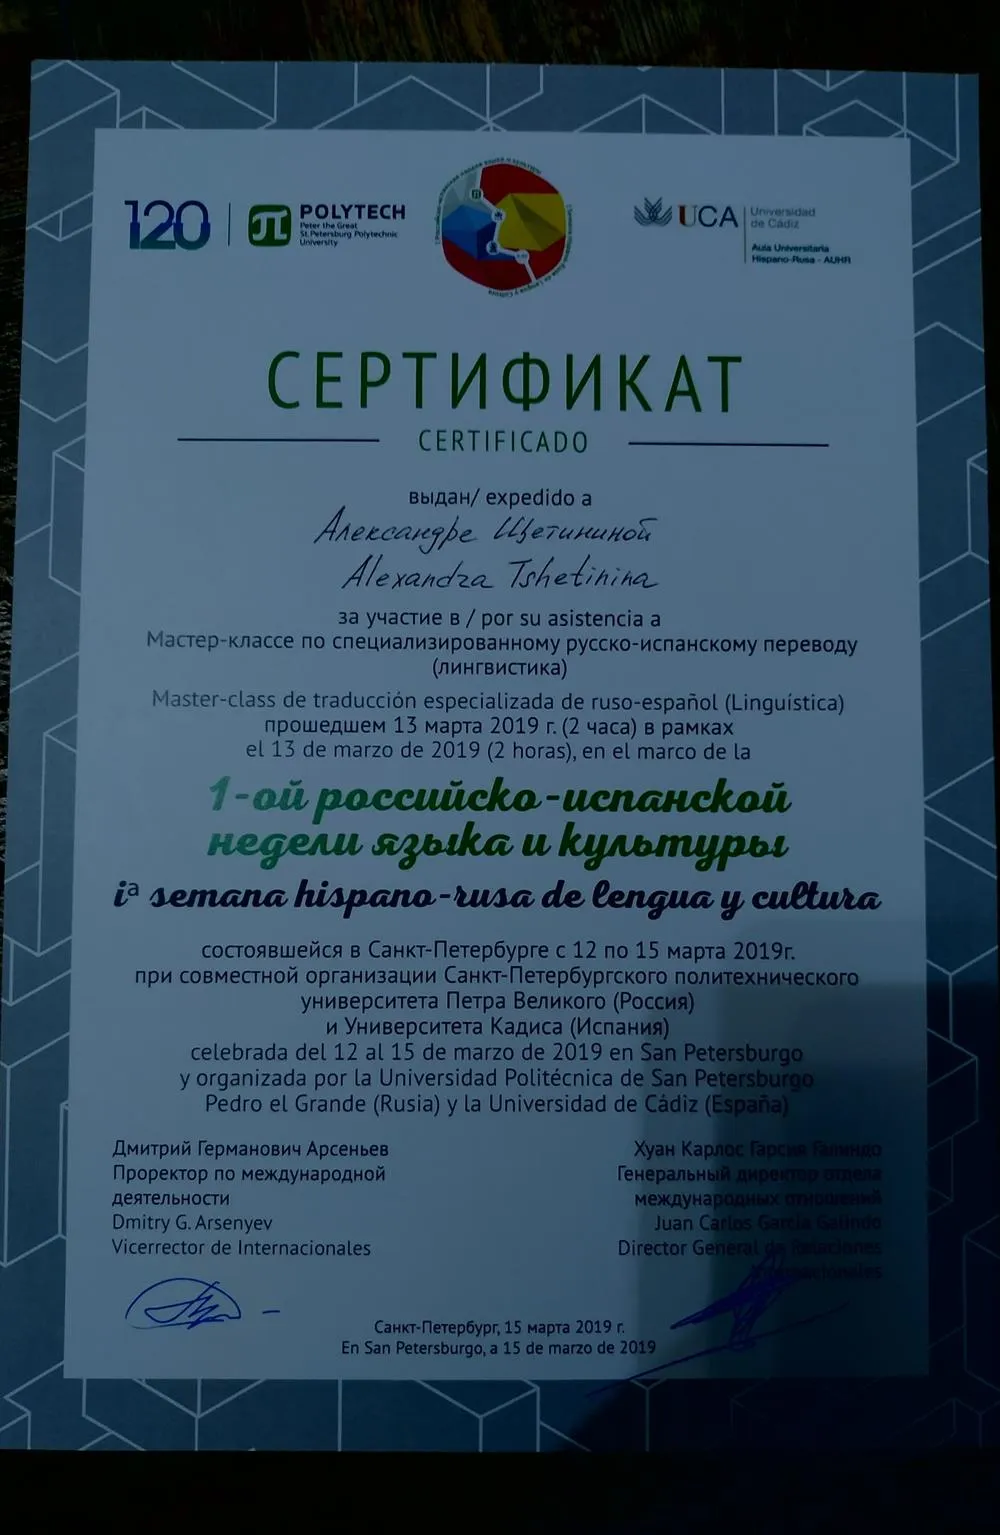 120
POLYTECH
Peter the Great
St. Petersburg Polytechnic
University
UCA
Universidad
de Cádiz
Aula Universitaria
Hispano-Rusa - AUHR
СЕРТИФИКАТ
CERTIFICADO
выдан/ expedido a
Александре Щетининой
Alexandra Tshetinina
за участие в / por su asistencia a
Мастер-классе по специализированному русско-испанскому переводу
(лингвистика)
Master-class de traducción especializada de ruso-español (Linguística)
прошедшем 13 марта 2019 г. (2 часа) в рамках
el 13 de marzo de 2019 (2 horas), en el marco de la
1-ой российско-испанской
недели языка и культуры
iª semana hispano-rusa de lengua y cultura
состоявшейся в Санкт-Петербурге с 12 по 15 марта 2019г.
при совместной организации Санкт-Петербургского политехнического
университета Петра Великого (Россия)
и Университета Кадиса (Испания)
celebrada del 12 al 15 de marzo de 2019 en San Petersburgo
y organizada por la Universidad Politécnica de San Petersburgo
Pedro el Grande (Rusia) y la Universidad de Cádiz (España)
Дмитрий Германович Арсеньев
Проректор по международной
деятельности
Dmitry G. Arsenyev
Vicerrector de Internacionales
Хуан Карлос Гарсия Галиндо
Генеральный директор отдела
международных отношений
Juan Carlos García Galindo
Director General de Relaciones
Internacionales
Санкт-Петербург, 15 марта 2019 г.
En San Petersburgo, a 15 de marzo de 2019